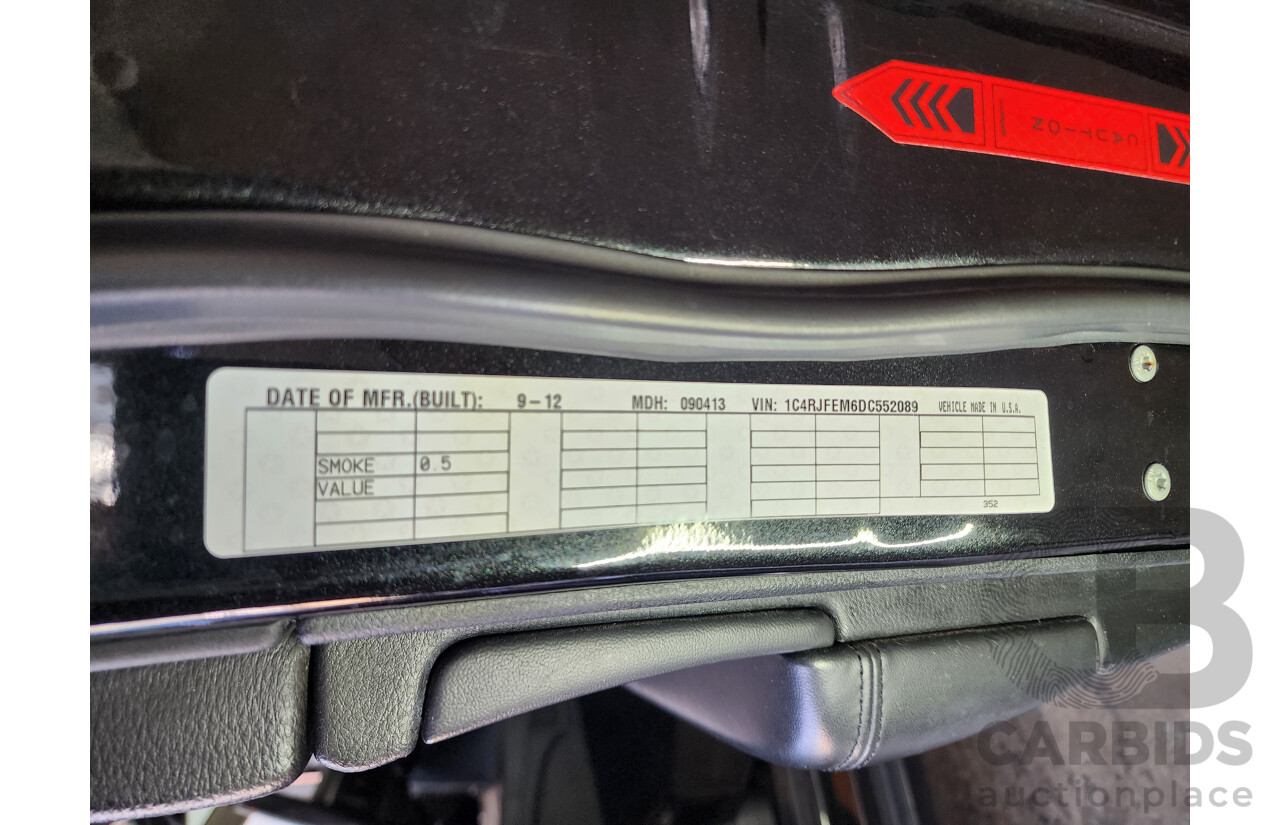 CAUTION
DATE OF MFR.(BUILT): 9-12 MDH: 090413 VIN: 1C4RJFEM6DC552089 VEHICLE MADE IN U.S.A.
SMOKE 0.5
VALUE
352
CARBIDS
auctionplace